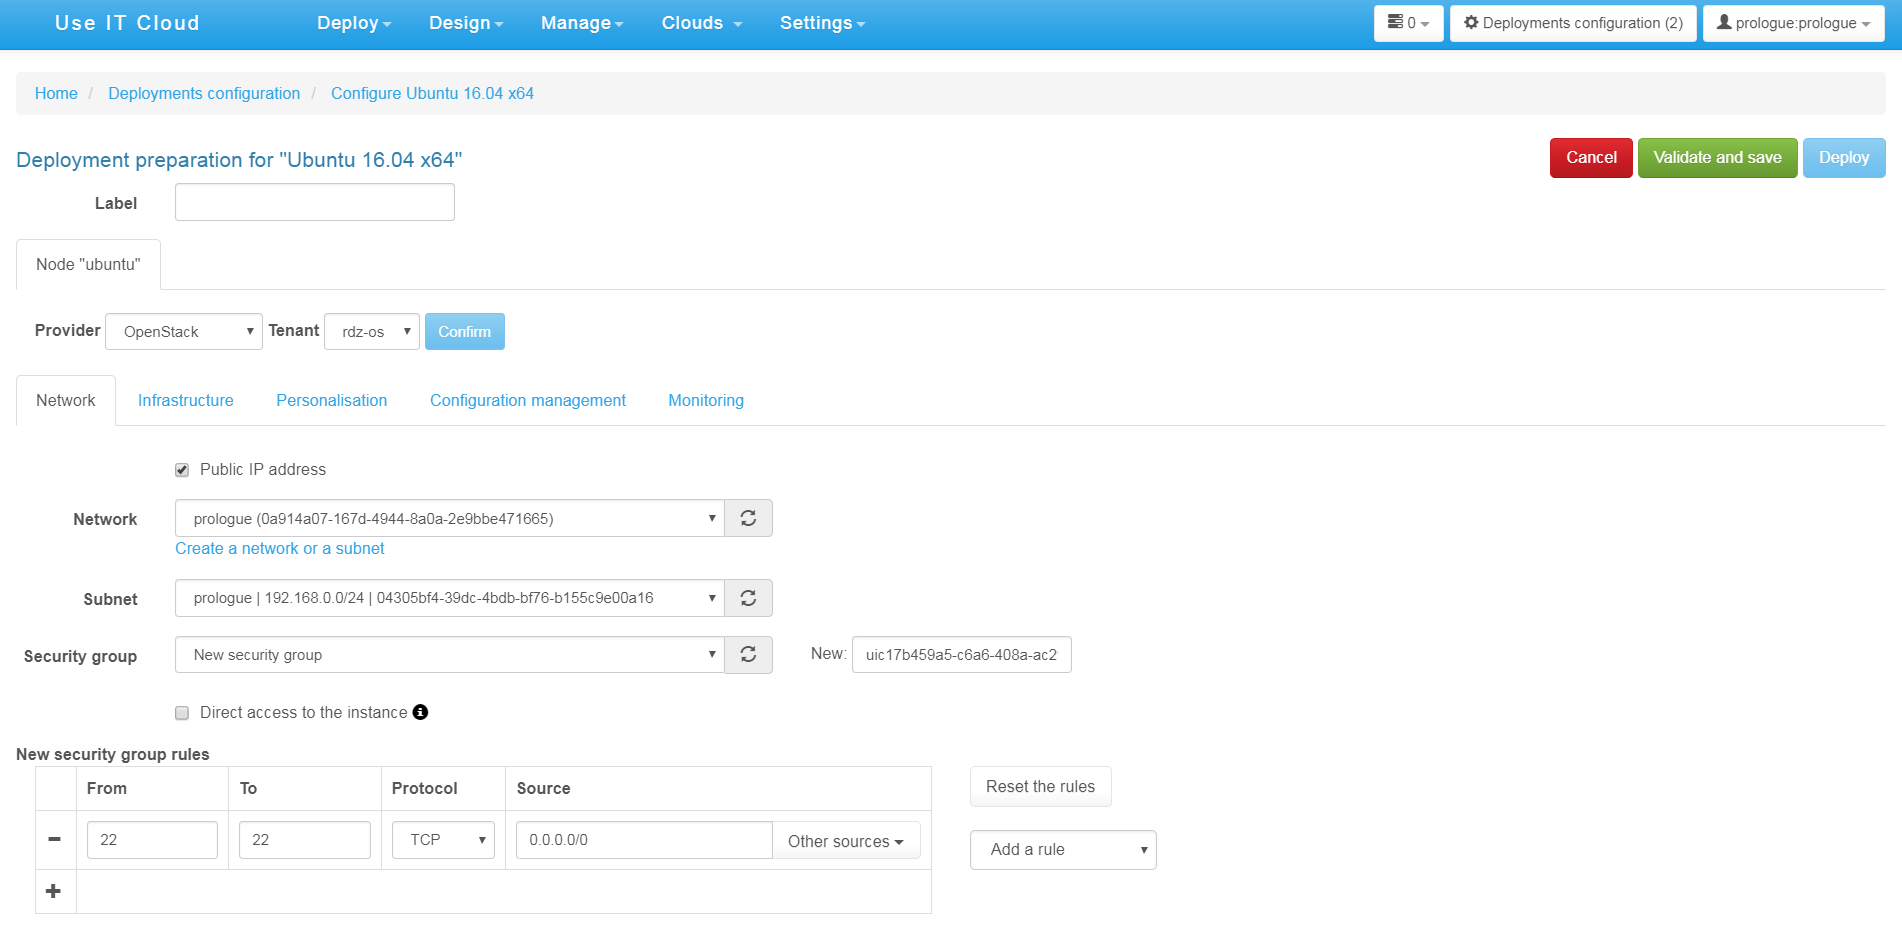 Use IT Cloud Deploy Design Manage Clouds Settings 0 Deployments configuration (2) prologue:prologue
Home / Deployments configuration / Configure Ubuntu 16.04 x64
Deployment preparation for "Ubuntu 16.04 x64" Cancel Validate and save Deploy
Label
Node "ubuntu"
Provider OpenStack Tenant rdz-os Confirm
Network Infrastructure Personalisation Configuration management Monitoring
Public IP address
Network prologue (0a914a07-167d-4944-8a0a-2e9bbe471665)
Create a network or a subnet
Subnet prologue | 192.168.0.0/24 | 04305bf4-39dc-4bdb-bf76-b155c9e00a16
Security group New security group New: uic17b459a5-c6a6-408a-ac2
Direct access to the instance
New security group rules
From To Protocol Source Reset the rules
22 22 TCP 0.0.0.0/0 Other sources Add a rule